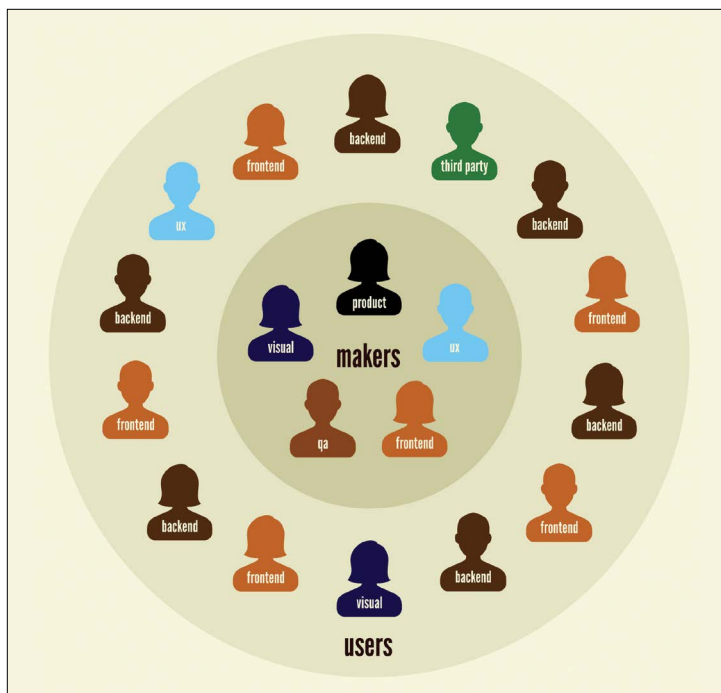 backend
frontend
third party
ux
backend
backend
frontend
product
visual
ux
makers
frontend
backend
qa
frontend
backend
frontend
frontend
backend
visual
users